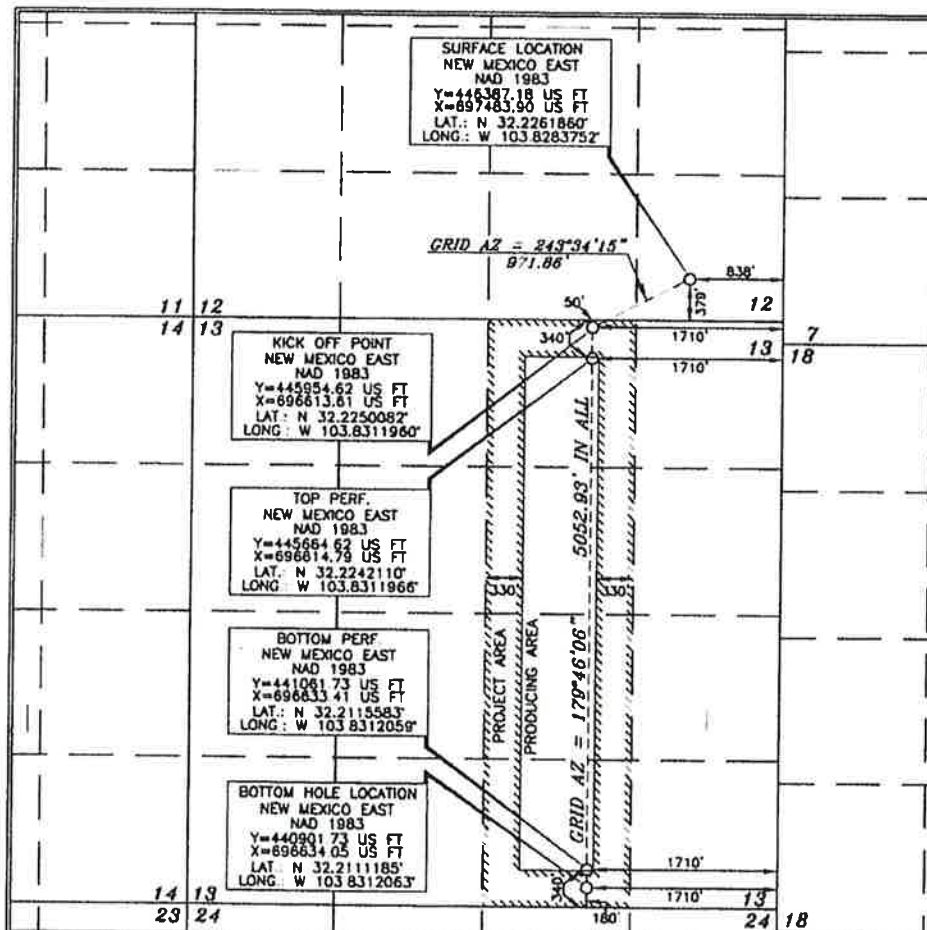 SURFACE LOCATION
NEW MEXICO EAST
NAD 1983
Y=446387.18 US FT
X=697483.90 US FT
LAT.: N 32.2261860°
LONG.: W 103.8283752°
GRID AZ = 243°34'15"
971.86'
838'
379'
11 12
12
50'
14 13
7
1710'
340'
13
18
1710'
KICK OFF POINT
NEW MEXICO EAST
NAD 1983
Y=445954.62 US FT
X=696613.61 US FT
LAT.: N 32.2250082°
LONG.: W 103.8311960°
TOP PERF.
NEW MEXICO EAST
NAD 1983
Y=445664.62 US FT
X=696614.79 US FT
LAT.: N 32.2242110°
LONG.: W 103.8311966°
330'
330'
PROJECT AREA
PRODUCING AREA
GRID AZ = 179°46'06" 5052.93' IN ALL
BOTTOM PERF.
NEW MEXICO EAST
NAD 1983
Y=441061.73 US FT
X=696633.41 US FT
LAT.: N 32.2115583°
LONG.: W 103.8312059°
BOTTOM HOLE LOCATION
NEW MEXICO EAST
NAD 1983
Y=440901.73 US FT
X=696634.05 US FT
LAT.: N 32.2111185°
LONG.: W 103.8312063°
1710'
340'
1710'
14 13
13
23 24
180'
24 18